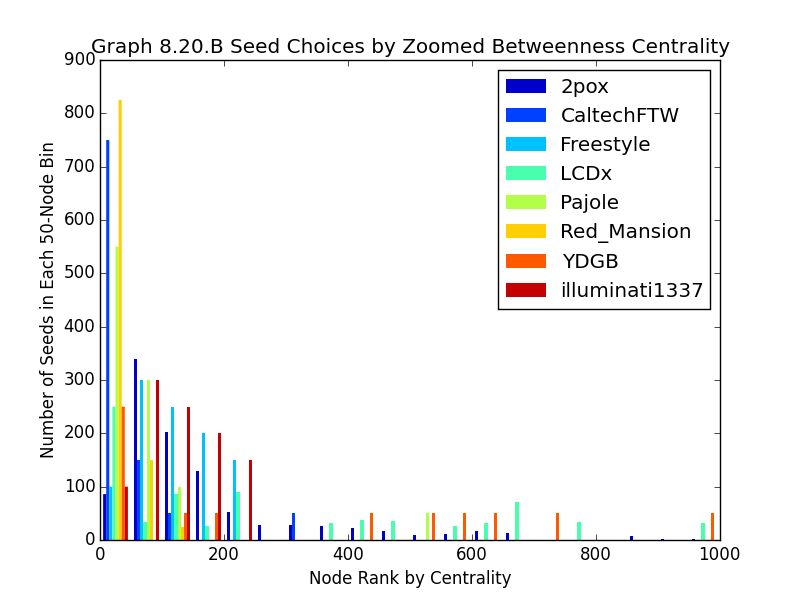 Graph 8.20.B Seed Choices by Zoomed Betweenness Centrality
900
800
700
600
500
400
300
200
100
0
Number of Seeds in Each 50-Node Bin
2pox
CaltechFTW
Freestyle
LCDx
Pajole
Red_Mansion
YDGB
illuminati1337
0 200 400 600 800 1000
Node Rank by Centrality